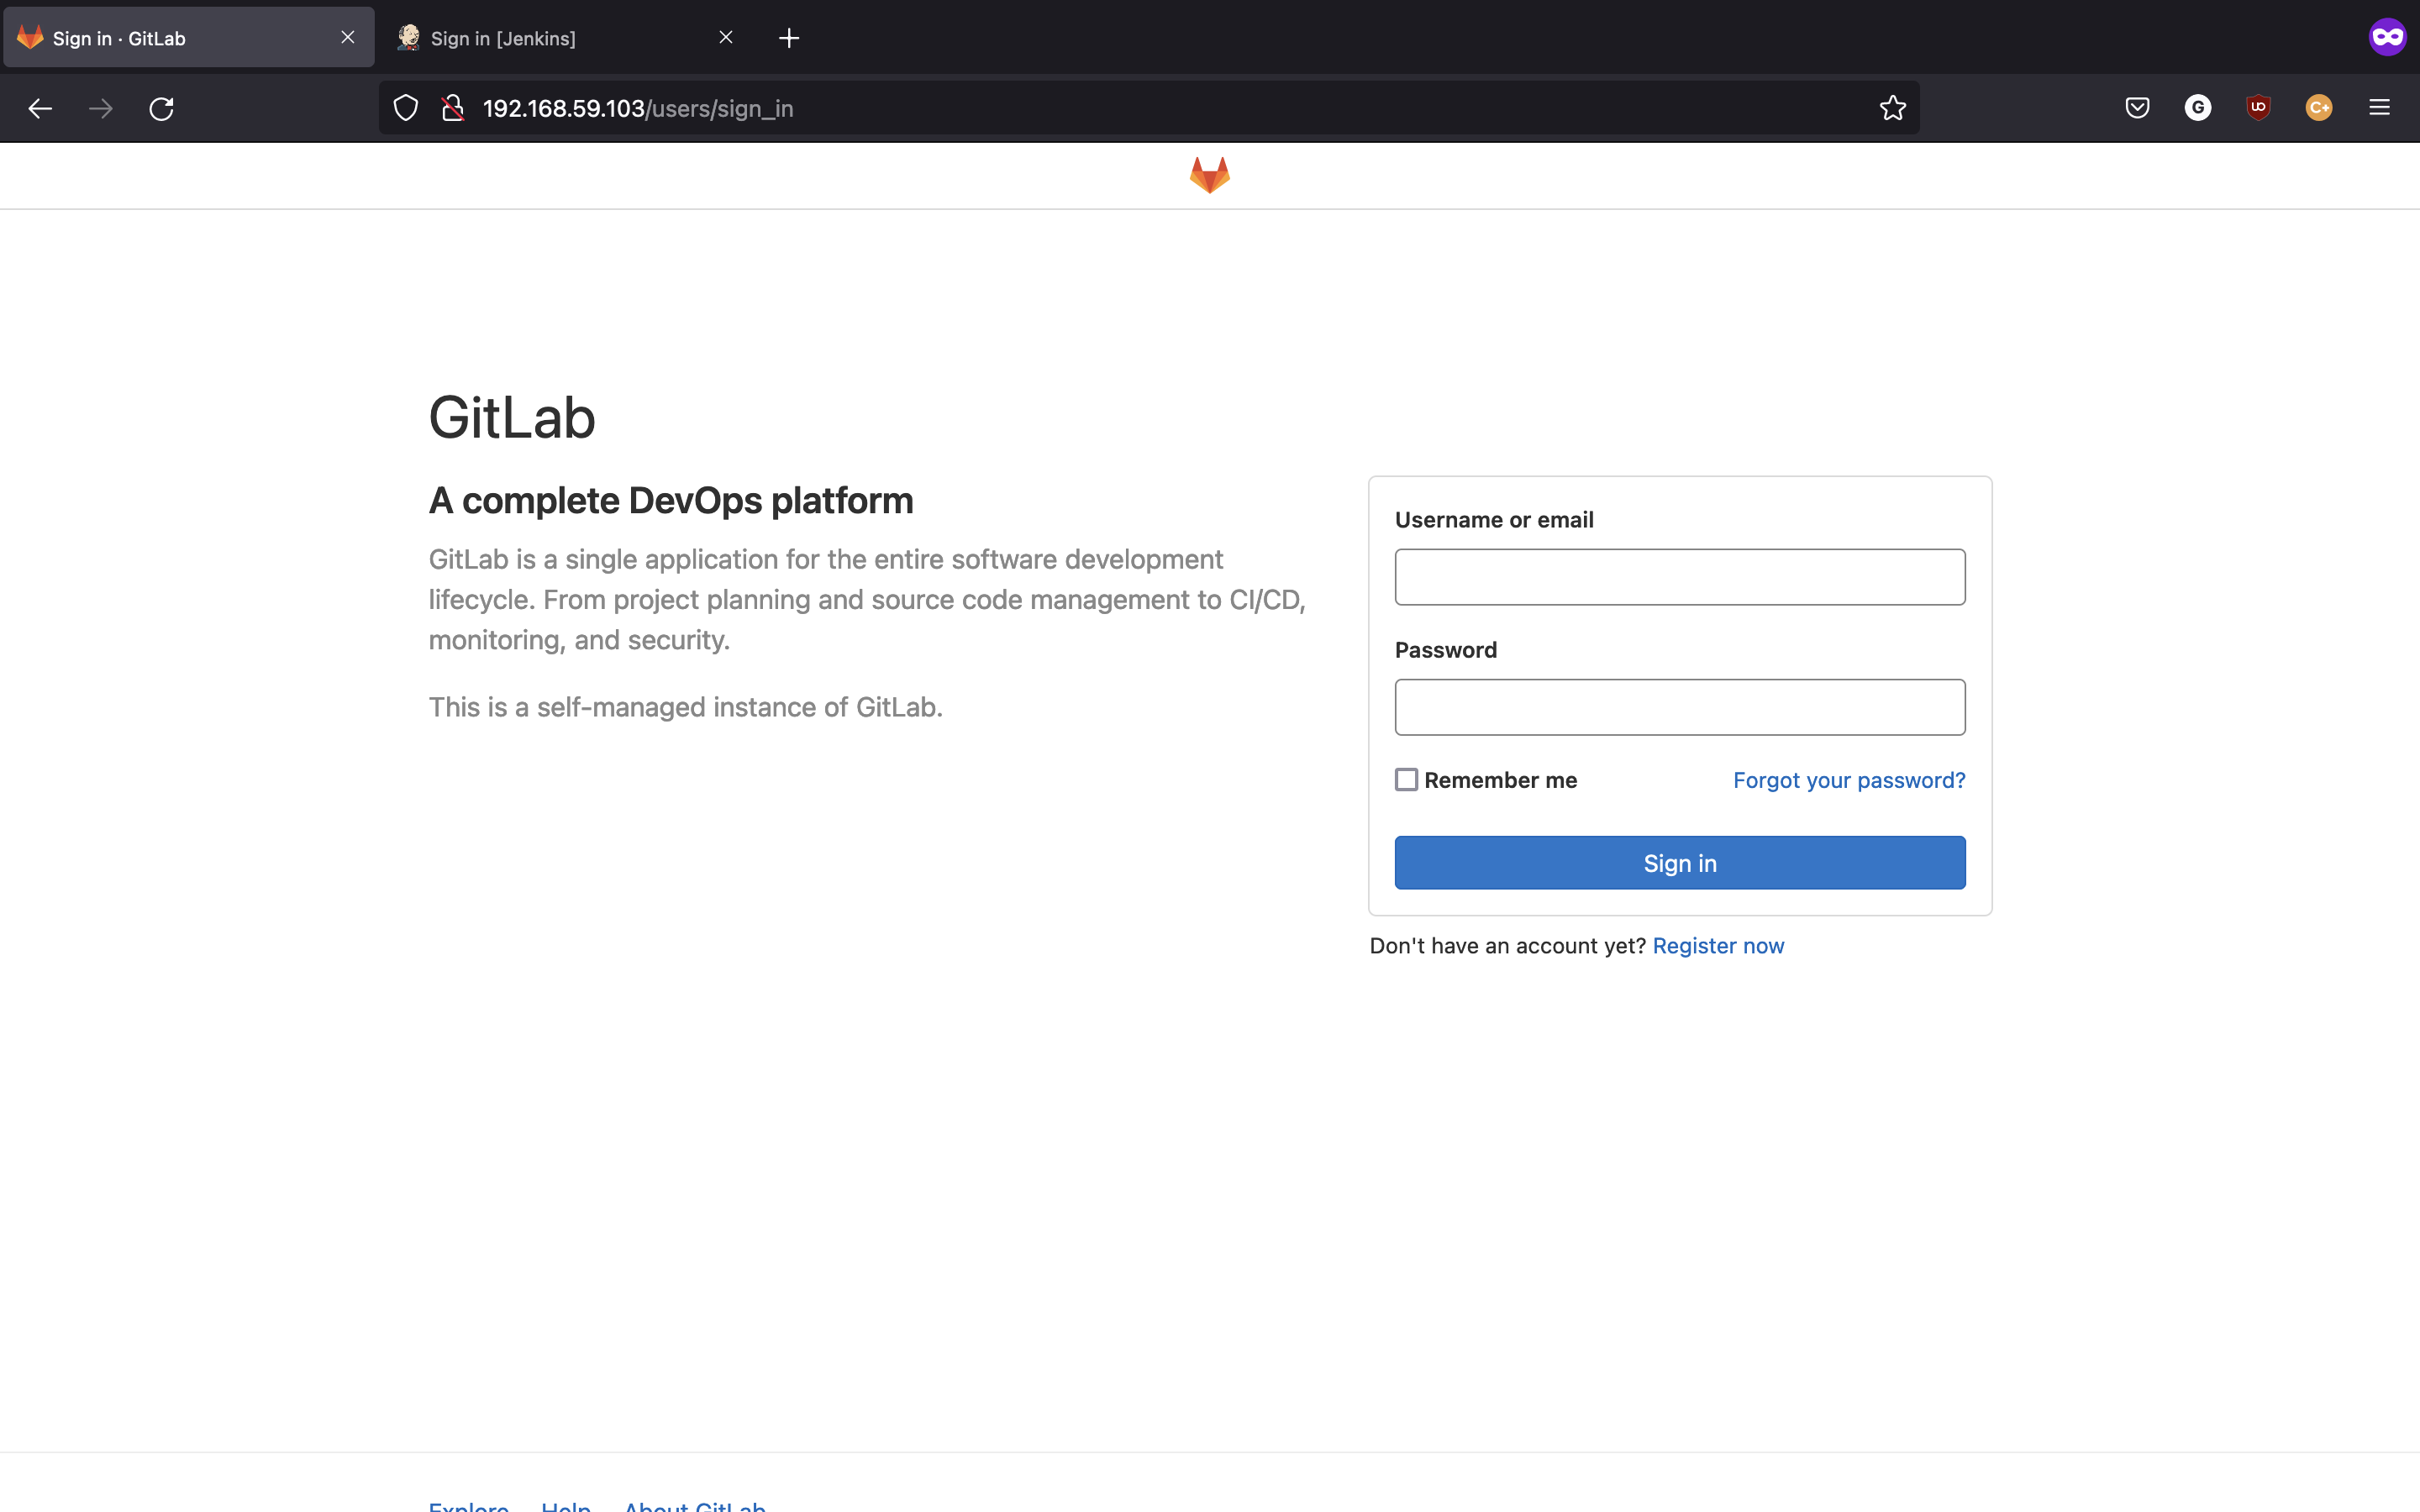 Sign in · GitLab
Sign in [Jenkins]
192.168.59.103/users/sign_in
G
uo
C+
GitLab
A complete DevOps platform
GitLab is a single application for the entire software development
lifecycle. From project planning and source code management to CI/CD,
monitoring, and security.
This is a self-managed instance of GitLab.
Username or email
Password
Remember me
Forgot your password?
Sign in
Don't have an account yet? Register now
Explore Help About GitLab